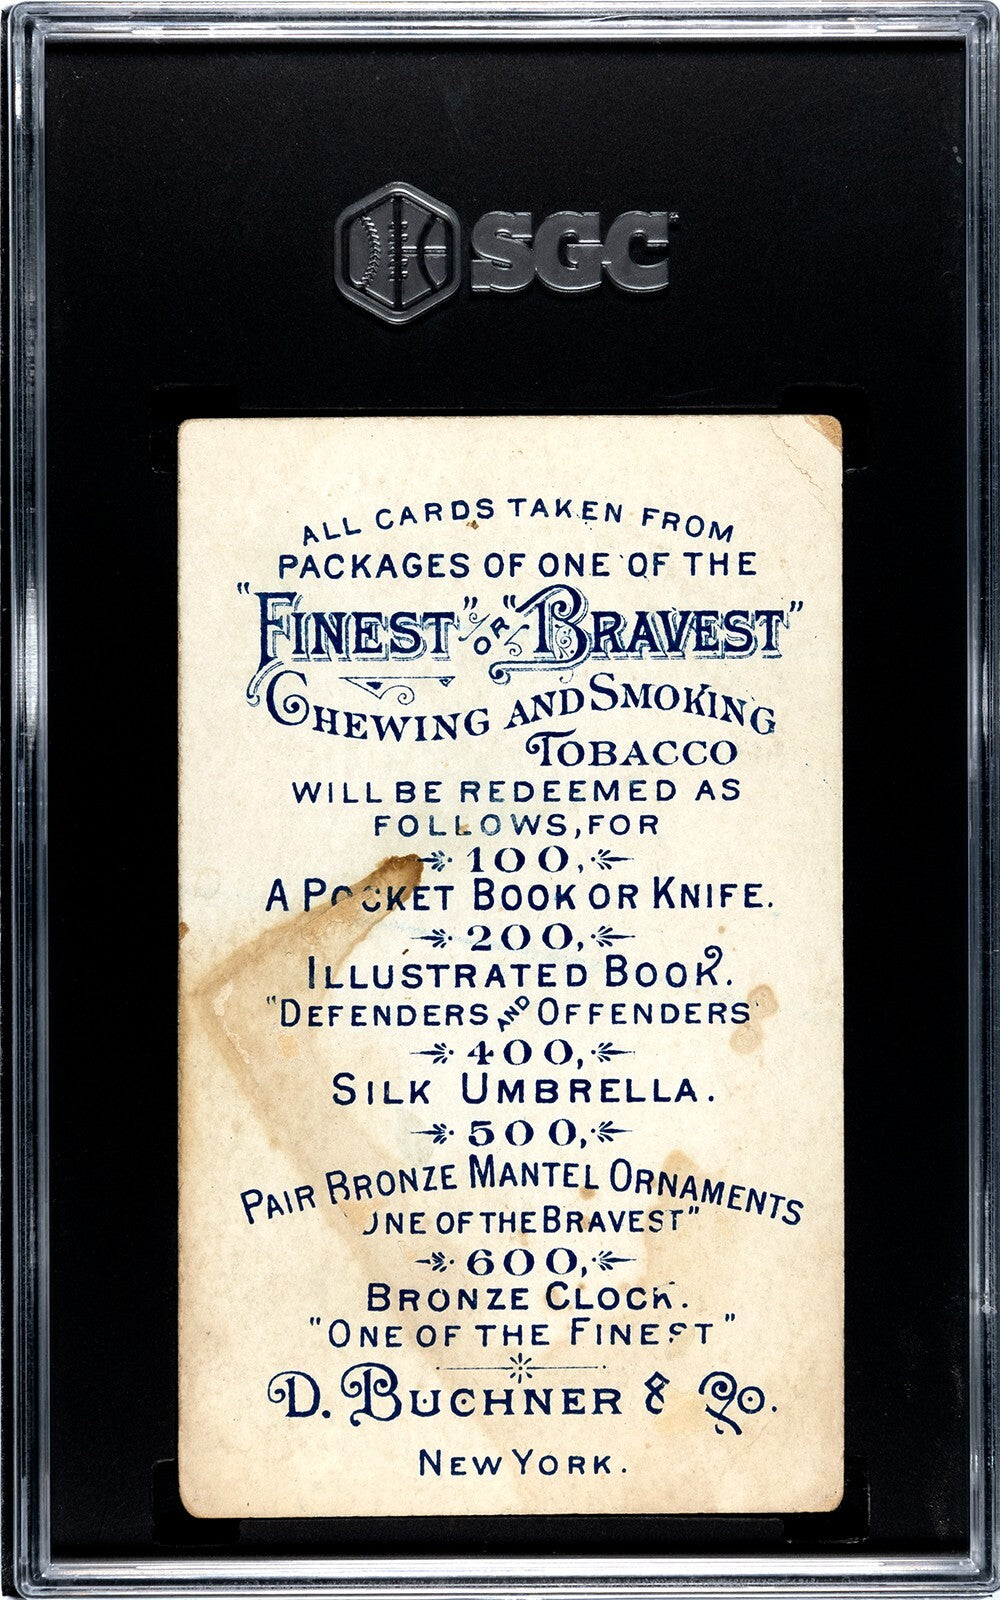 SGC
ALL CARDS TAKEN FROM
PACKAGES OF ONE OF THE
"FINEST" OR "BRAVEST"
CHEWING AND SMOKING
TOBACCO
WILL BE REDEEMED AS
FOLLOWS, FOR
100,
A POCKET BOOK OR KNIFE.
200,
ILLUSTRATED BOOK.
"DEFENDERS AND OFFENDERS"
400,
SILK UMBRELLA.
500,
PAIR BRONZE MANTEL ORNAMENTS
ONE OF THE BRAVEST"
600,
BRONZE CLOCK.
"ONE OF THE FINEST"
D. BUCHNER & CO.
NEW YORK.